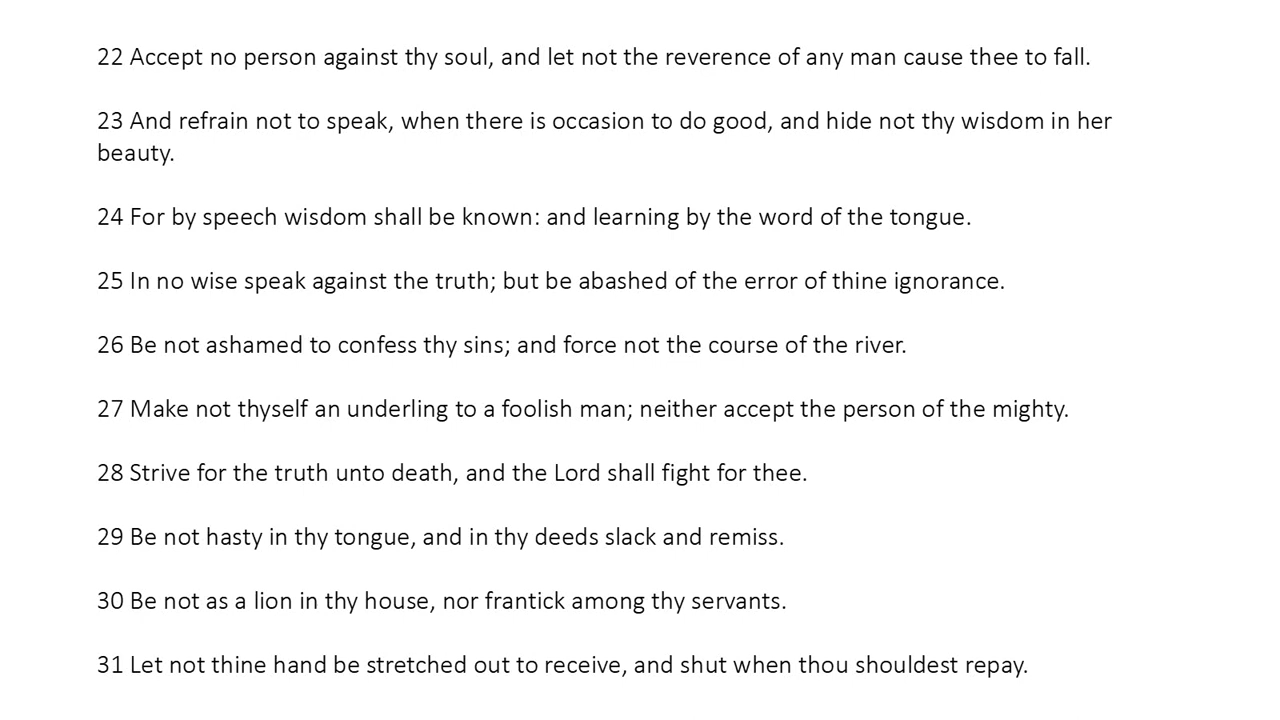 22 Accept no person against thy soul, and let not the reverence of any man cause thee to fall.
23 And refrain not to speak, when there is occasion to do good, and hide not thy wisdom in her
beauty.
24 For by speech wisdom shall be known: and learning by the word of the tongue.
25 In no wise speak against the truth; but be abashed of the error of thine ignorance.
26 Be not ashamed to confess thy sins; and force not the course of the river.
27 Make not thyself an underling to a foolish man; neither accept the person of the mighty.
28 Strive for the truth unto death, and the Lord shall fight for thee.
29 Be not hasty in thy tongue, and in thy deeds slack and remiss.
30 Be not as a lion in thy house, nor frantick among thy servants.
31 Let not thine hand be stretched out to receive, and shut when thou shouldest repay.